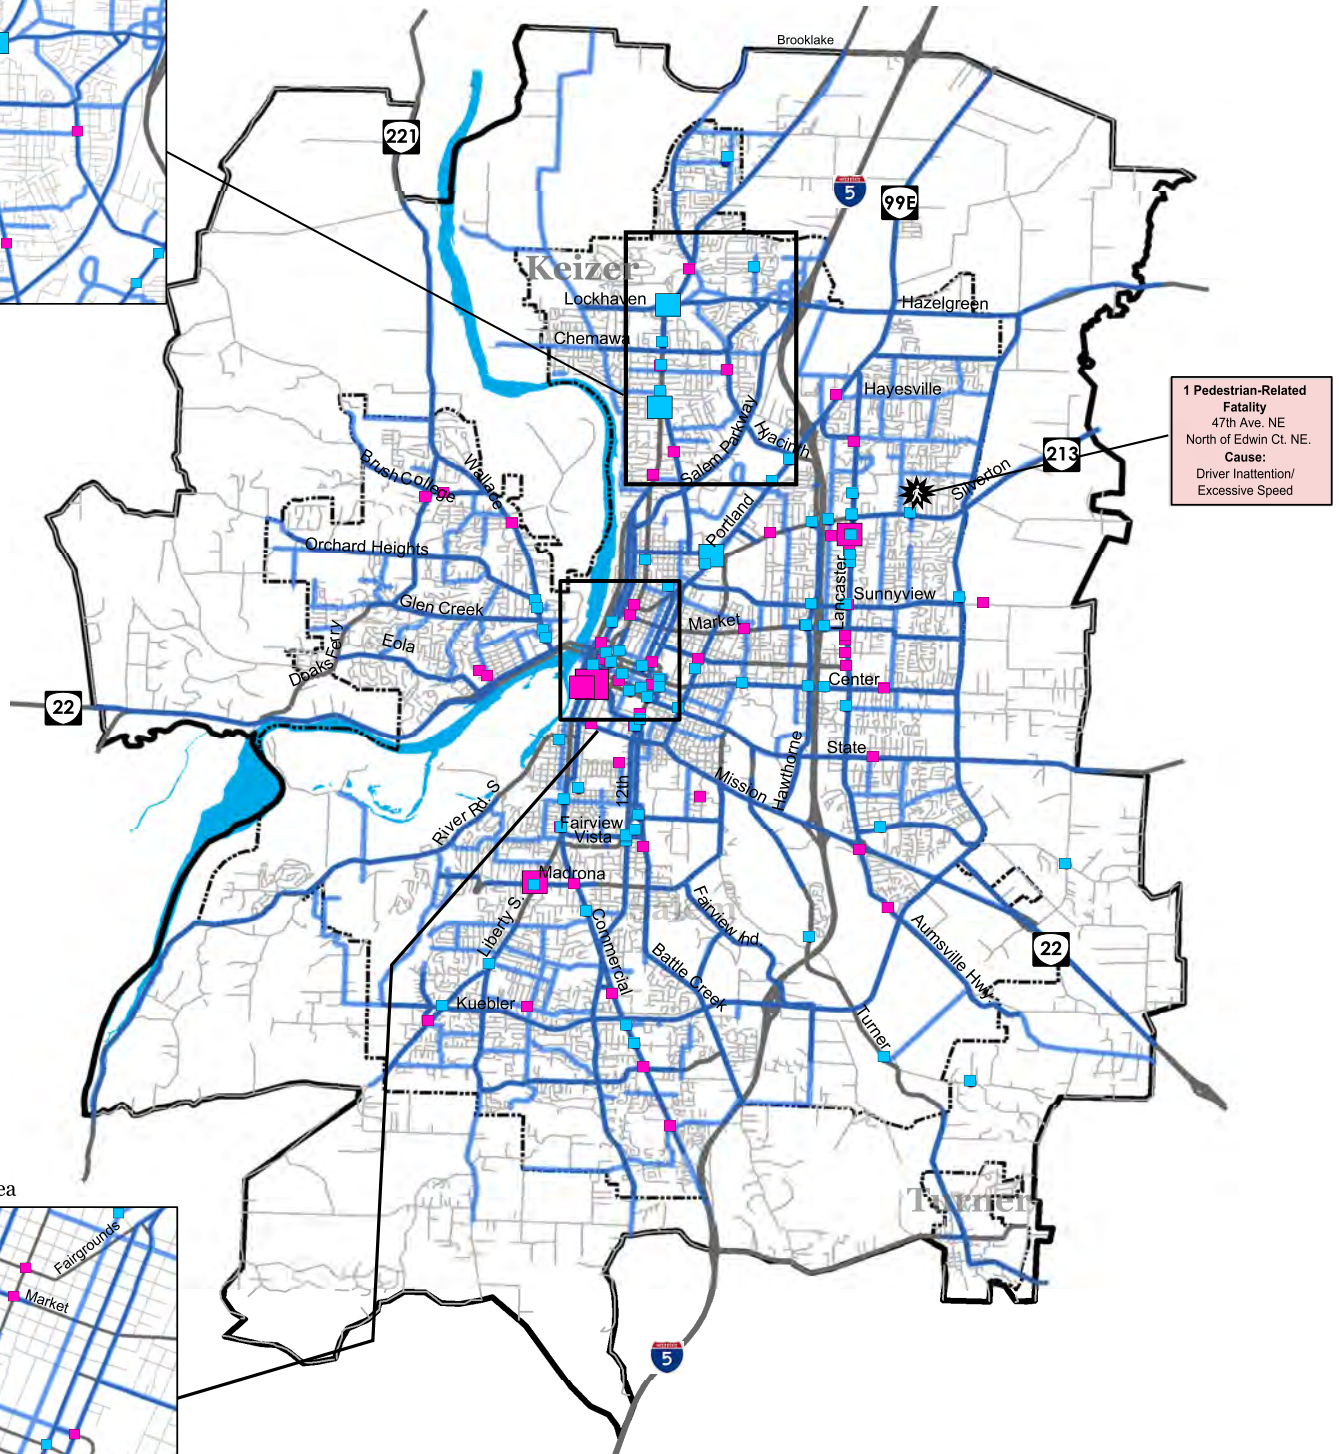 Brooklake
221
5
99E
Keizer
Lockhaven
Hazelgreen
Chemawa
Hayesville
1 Pedestrian-Related
Fatality
47th Ave. NE
North of Edwin Ct. NE.
Cause:
Driver Inattention/
Excessive Speed
Salem Parkway
Hyacinth
213
Silverton
Brush College
Wallace
Portland
Orchard Heights
Lancaster
Sunnyview
Glen Creek
Market
Doaks Ferry
Eola
Center
22
State
Hawthorne
Mission
12th
River Rd. S
Fairview
Vista
Madrona
Salem
Liberty S.
Commercial
Fairview Ind.
Aumsville Hwy.
22
Battle Creek
Kuebler
Turner
ea
Turner
Fairgrounds
Market
5